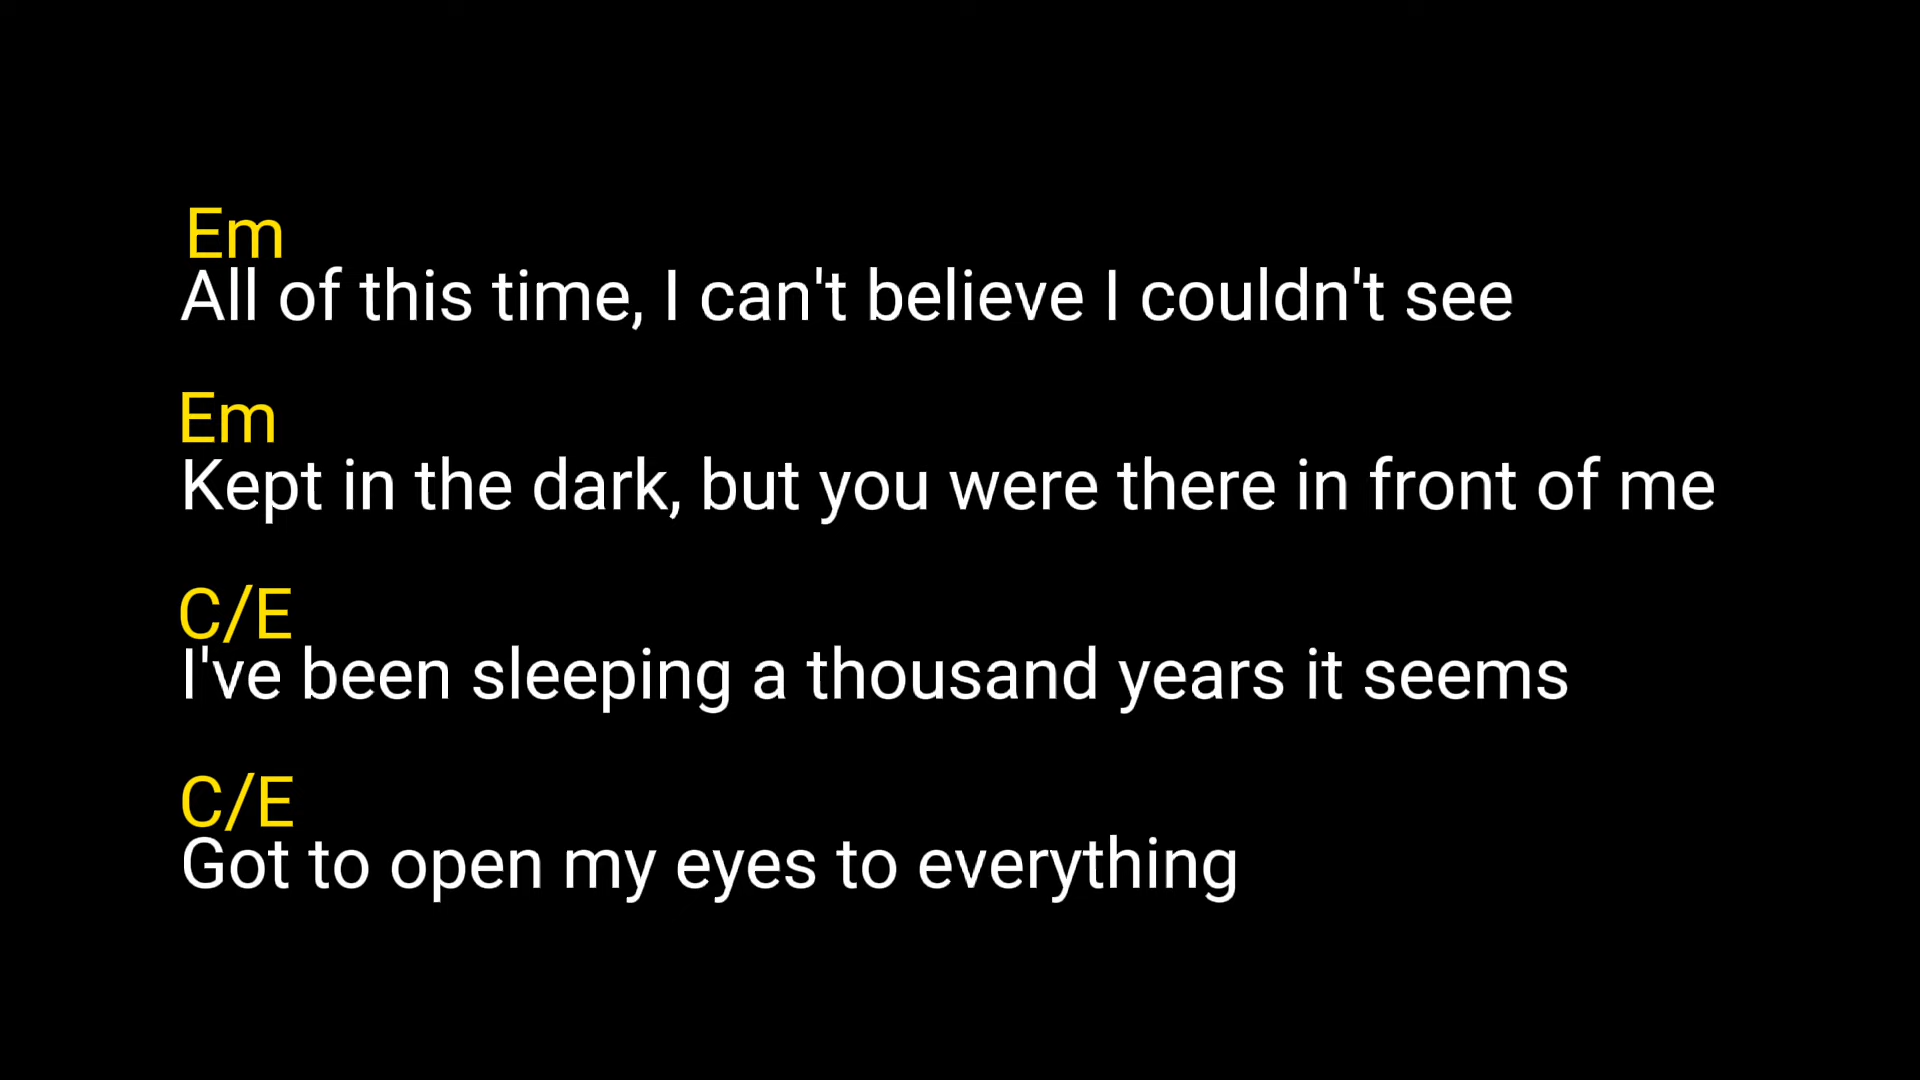 Em
All of this time, I can't believe I couldn't see
Em
Kept in the dark, but you were there in front of me
C/E
I've been sleeping a thousand years it seems
C/E
Got to open my eyes to everything